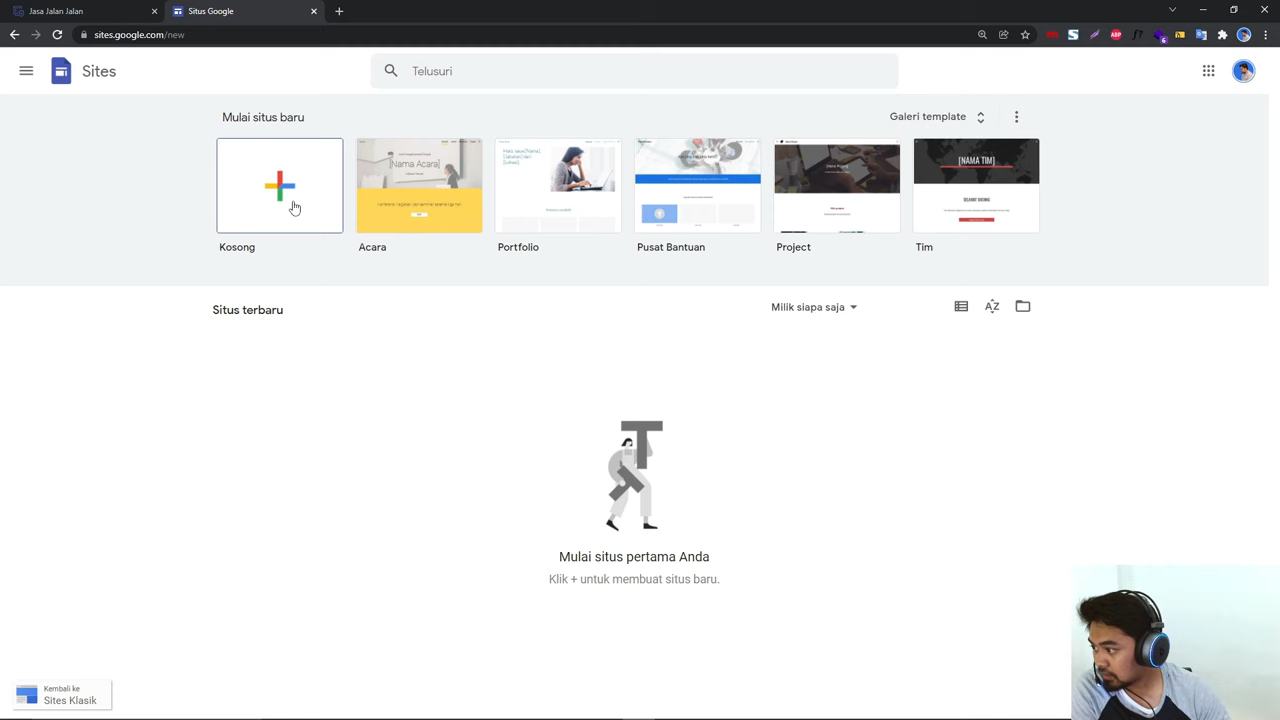 Jasa Jalan Jalan
Situs Google
sites.google.com/new
Sites
Telusuri
Mulai situs baru
Galeri template
[Nama Acara]
[NAMA TIM]
Kosong
Acara
Portfolio
Pusat Bantuan
Project
Tim
Situs terbaru
Milik siapa saja
AZ
Mulai situs pertama Anda
Klik + untuk membuat situs baru.
Kembali ke
Sites Klasik